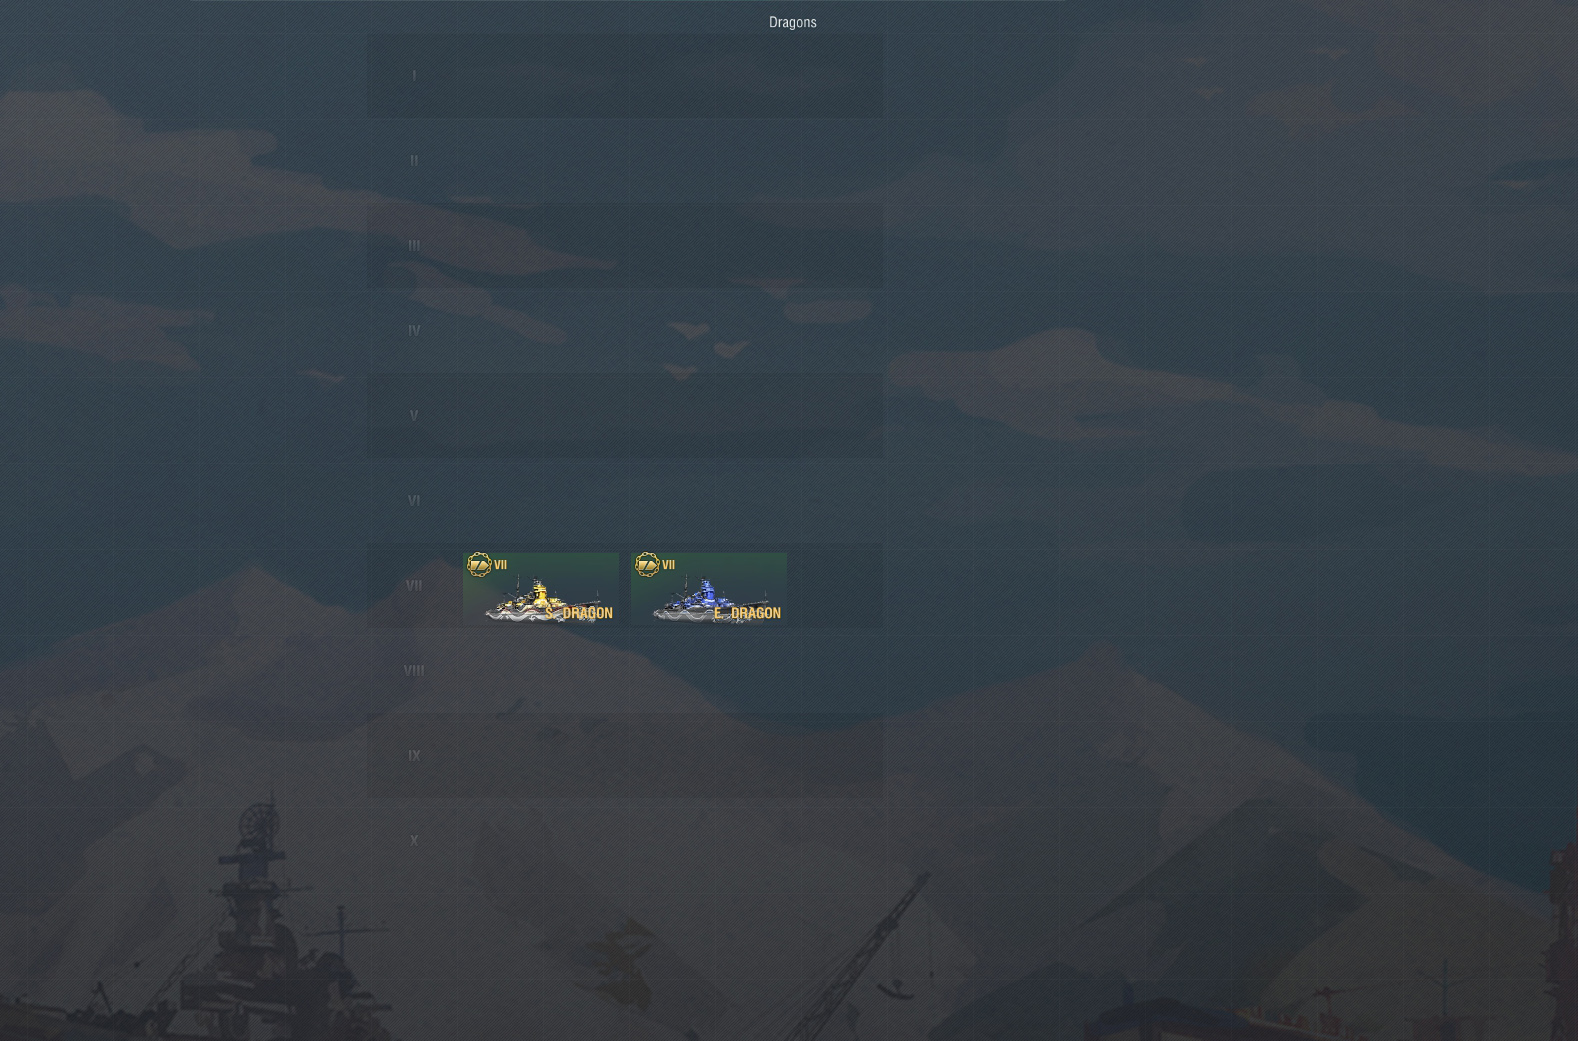 Dragons
I
II
III
IV
V
VI
VII
VII
S. DRAGON
VII
E. DRAGON
VIII
IX
X